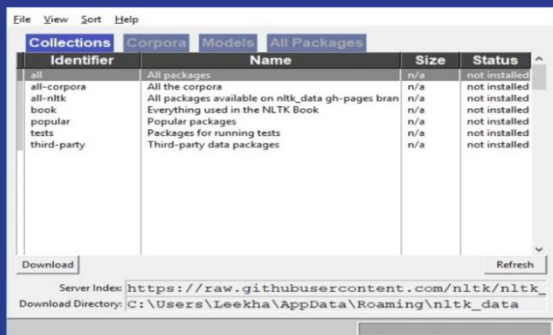 File View Sort Help
Collections Corpora Models All Packages
Identifier Name Size Status
all All packages n/a not installed
all-corpora All the corpora n/a not installed
all-nltk All packages available on nltk_data gh-pages bran n/a not installed
book Everything used in the NLTK Book n/a not installed
popular Popular packages n/a not installed
tests Packages for running tests n/a not installed
third-party Third-party data packages n/a not installed
Download Refresh
Server Index: https://raw.githubusercontent.com/nltk/nltk_
Download Directory: C:\Users\Leekha\AppData\Roaming\nltk_data